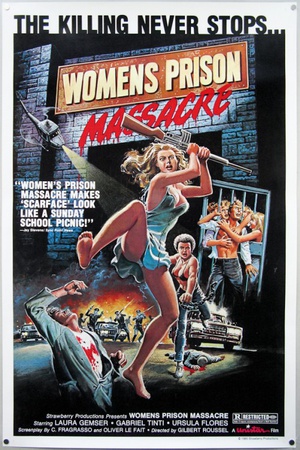 THE KILLING NEVER STOPS...
WOMENS PRISON
MASSACRE
"WOMEN'S PRISON
MASSACRE MAKES
'SCARFACE' LOOK
LIKE A SUNDAY
SCHOOL PICNIC!"
Strawberry Productions Presents WOMENS PRISON MASSACRE
Starring LAURA GEMSER • GABRIEL TINTI • URSULA FLORES
Screenplay By C. FRAGRASSO and OLIVER LE FAIT • Directed by GILBERT ROUSSEL
R RESTRICTED
A
Film